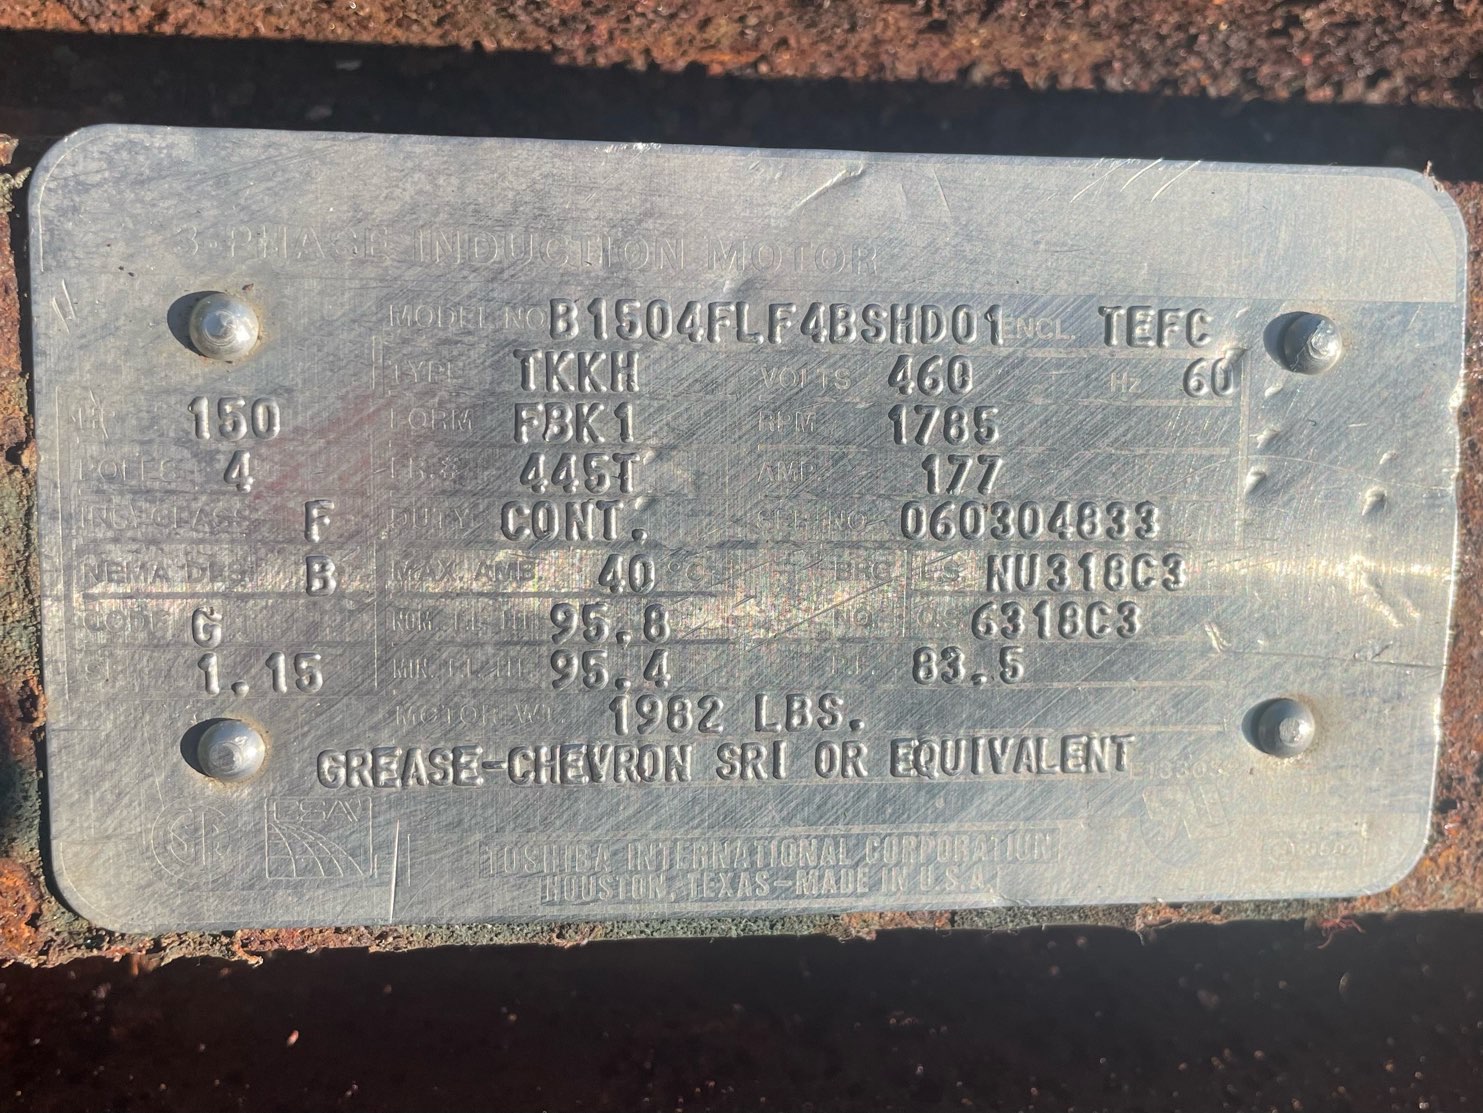 3-PHASE INDUCTION MOTOR
MODEL NO B1504FLF4BSHD01 ENCL. TEFC
TYPE TKKH VOLTS 460 Hz 60
HP 150 FORM FBK1 RPM 1785
POLES 4 445T AMP 177
INS. CLASS F DUTY CONT. SER. NO. 060304833
NEMA DES. B MAX. AMB. 40 °C BRG. L.S. NU318C3
CODE G NOM. 95.8 NO. O.S. 6318C3
1.15 MIN. 95.4 83.5
MOTOR WT. 1982 LBS.
GREASE-CHEVRON SRI OR EQUIVALENT
TOSHIBA INTERNATIONAL CORPORATION
HOUSTON, TEXAS-MADE IN U.S.A.